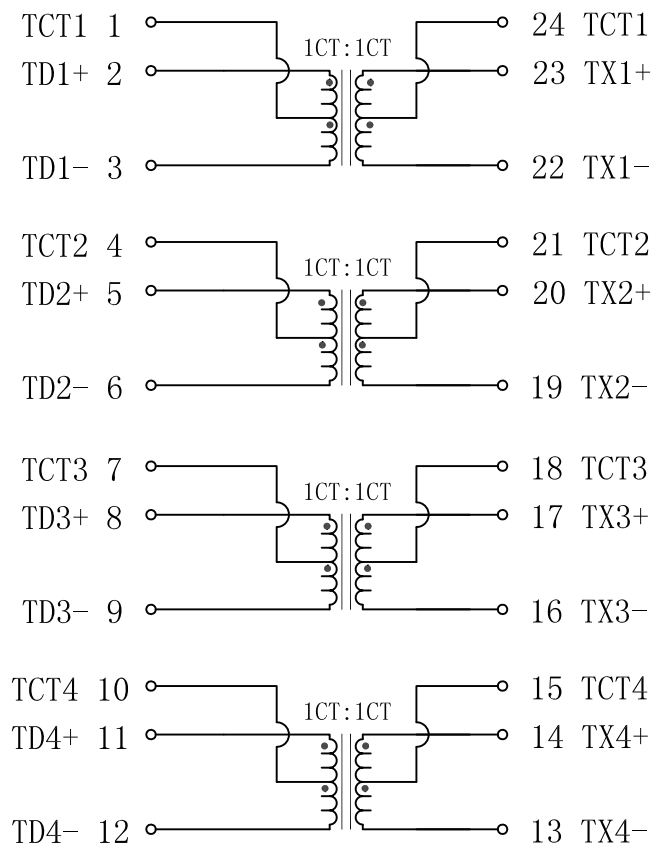 TCT1 1 24 TCT1
1CT:1CT
TD1+ 2 23 TX1+
TD1- 3 22 TX1-
TCT2 4 21 TCT2
1CT:1CT
TD2+ 5 20 TX2+
TD2- 6 19 TX2-
TCT3 7 18 TCT3
1CT:1CT
TD3+ 8 17 TX3+
TD3- 9 16 TX3-
TCT4 10 15 TCT4
1CT:1CT
TD4+ 11 14 TX4+
TD4- 12 13 TX4-